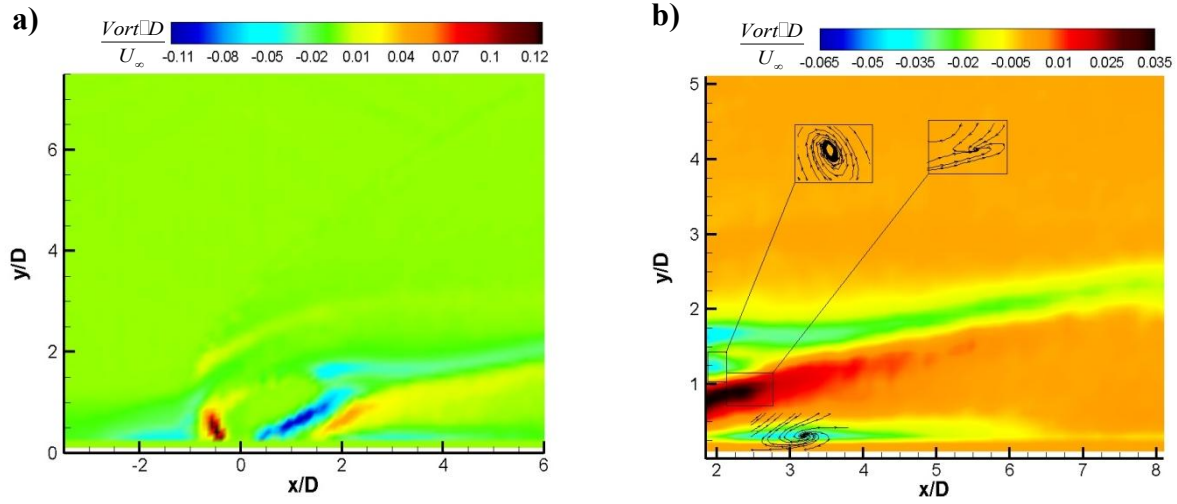 a)
Vort□D
U∞
-0.11 -0.08 -0.05 -0.02 0.01 0.04 0.07 0.1 0.12
6
4
2
0
y/D
-2 0 2 4 6
x/D
b)
Vort□D
U∞
-0.065 -0.05 -0.035 -0.02 -0.005 0.01 0.025 0.035
5
4
3
2
1
y/D
2 3 4 5 6 7 8
x/D